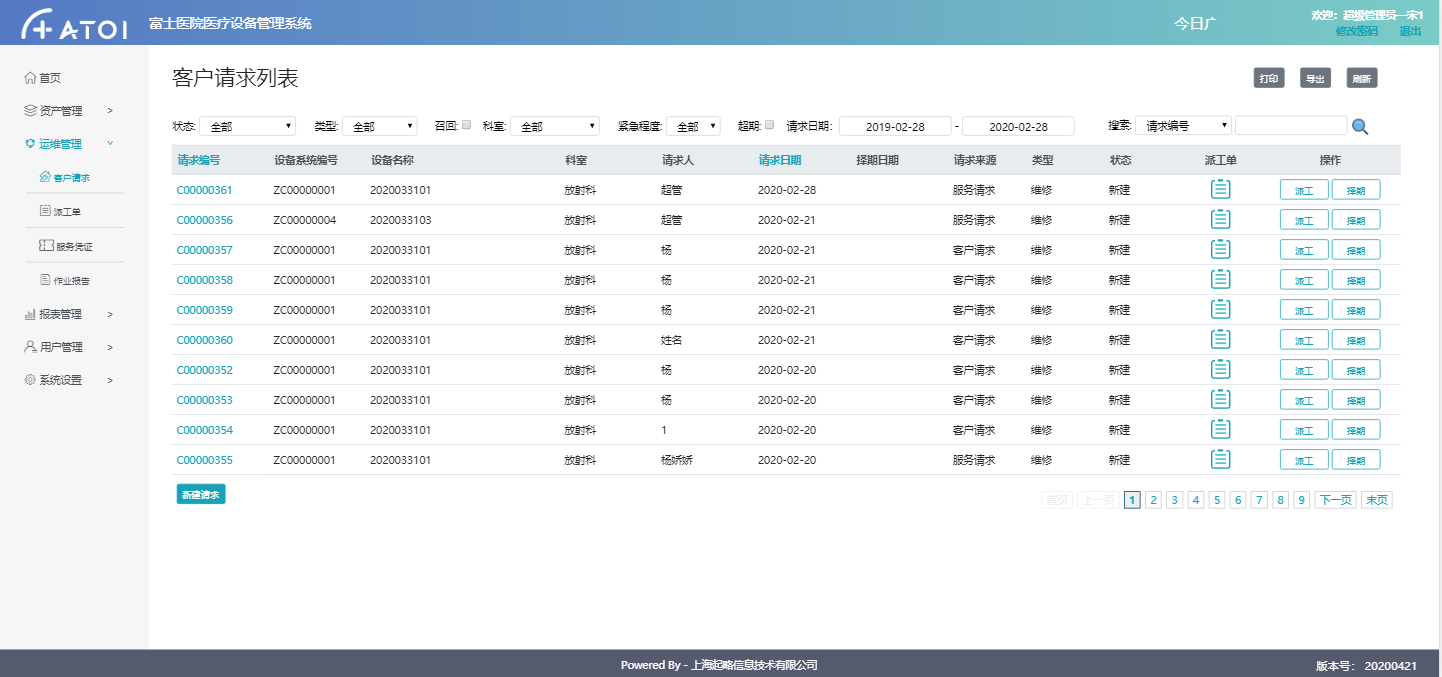 ATOI 富士医院医疗设备管理系统 今日广 欢迎：超级管理员—宋1
修改密码 退出
首页
资产管理 >
运维管理 ˅
客户请求
派工单
服务凭证
作业报告
报表管理 >
用户管理 >
系统设置 >
客户请求列表 打印 导出 刷新
状态: 全部 类型: 全部 召回: 科室: 全部 紧急程度: 全部 超期: 请求日期: 2019-02-28 - 2020-02-28 搜索: 请求编号
请求编号 设备系统编号 设备名称 科室 请求人 请求日期 择期日期 请求来源 类型 状态 派工单 操作
C00000361 ZC00000001 2020033101 放射科 超管 2020-02-28 服务请求 维修 新建 派工 择期
C00000356 ZC00000004 2020033103 放射科 超管 2020-02-21 服务请求 维修 新建 派工 择期
C00000357 ZC00000001 2020033101 放射科 杨 2020-02-21 客户请求 维修 新建 派工 择期
C00000358 ZC00000001 2020033101 放射科 杨 2020-02-21 客户请求 维修 新建 派工 择期
C00000359 ZC00000001 2020033101 放射科 杨 2020-02-21 客户请求 维修 新建 派工 择期
C00000360 ZC00000001 2020033101 放射科 姓名 2020-02-21 客户请求 维修 新建 派工 择期
C00000352 ZC00000001 2020033101 放射科 杨 2020-02-20 客户请求 维修 新建 派工 择期
C00000353 ZC00000001 2020033101 放射科 杨 2020-02-20 客户请求 维修 新建 派工 择期
C00000354 ZC00000001 2020033101 放射科 1 2020-02-20 客户请求 维修 新建 派工 择期
C00000355 ZC00000001 2020033101 放射科 杨娇娇 2020-02-20 服务请求 维修 新建 派工 择期
新建请求
首页 上一页 1 2 3 4 5 6 7 8 9 下一页 末页
Powered By - 上海起略信息技术有限公司 版本号： 20200421